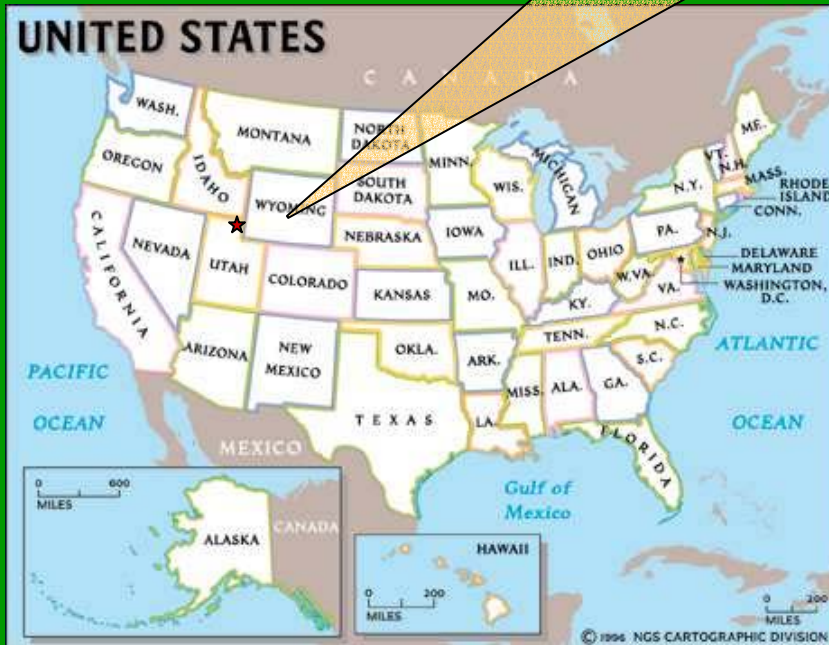 UNITED STATES
CANADA
WASH.
MONTANA
NORTH
DAKOTA
MINN.
OREGON
IDAHO
WYOMING
SOUTH
DAKOTA
WIS.
MICHIGAN
VT.
N.H.
ME.
MASS.
N.Y.
RHODE
ISLAND
CONN.
CALIFORNIA
NEVADA
UTAH
COLORADO
NEBRASKA
KANSAS
IOWA
MO.
ILL.
IND.
OHIO
PA.
N.J.
W.VA.
VA.
KY.
DELAWARE
MARYLAND
WASHINGTON,
D.C.
ARIZONA
NEW
MEXICO
OKLA.
ARK.
TENN.
N.C.
S.C.
MISS.
ALA.
GA.
LA.
TEXAS
FLORIDA
PACIFIC
OCEAN
ATLANTIC
OCEAN
MEXICO
Gulf of
Mexico
0 600
MILES
ALASKA
CANADA
HAWAII
0 200
MILES
0 200
MILES
© 1996 NGS CARTOGRAPHIC DIVISION